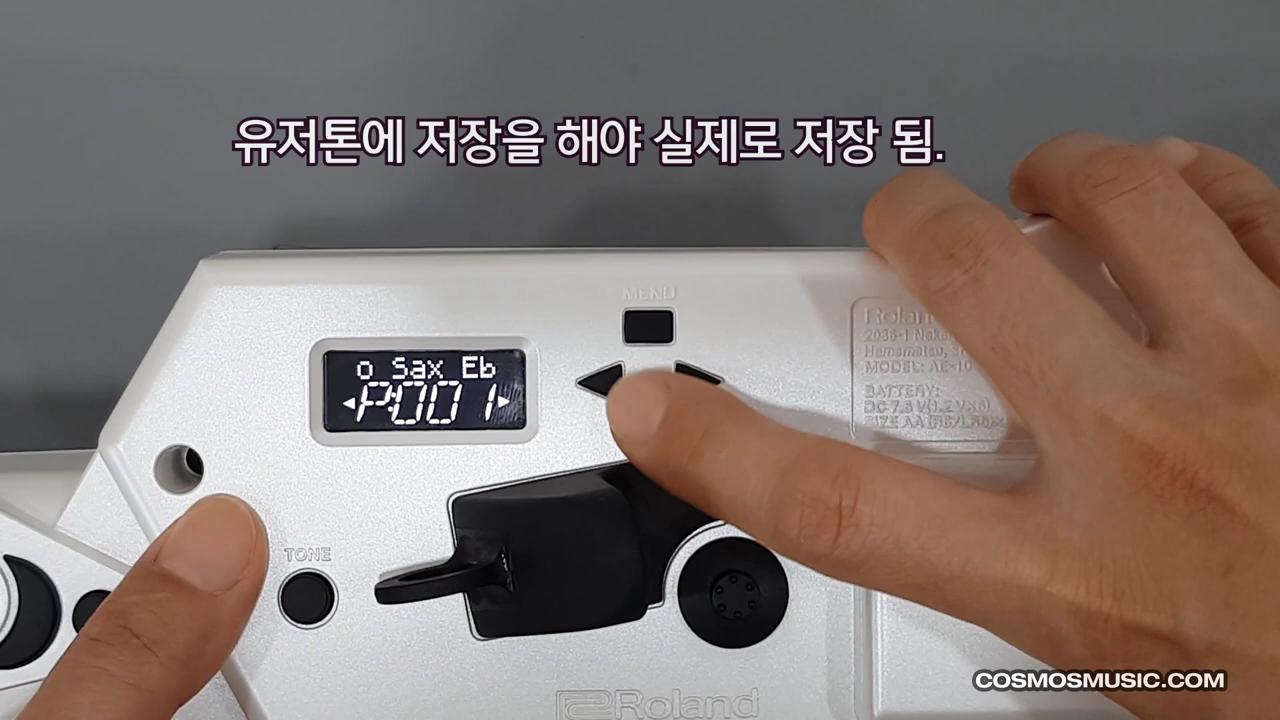 유저톤에 저장을 해야 실제로 저장 됨.
MENU
o Sax Eb
P:001
TONE
MODEL: AE-10
BATTERY:
Roland
COSMOSMUSIC.COM